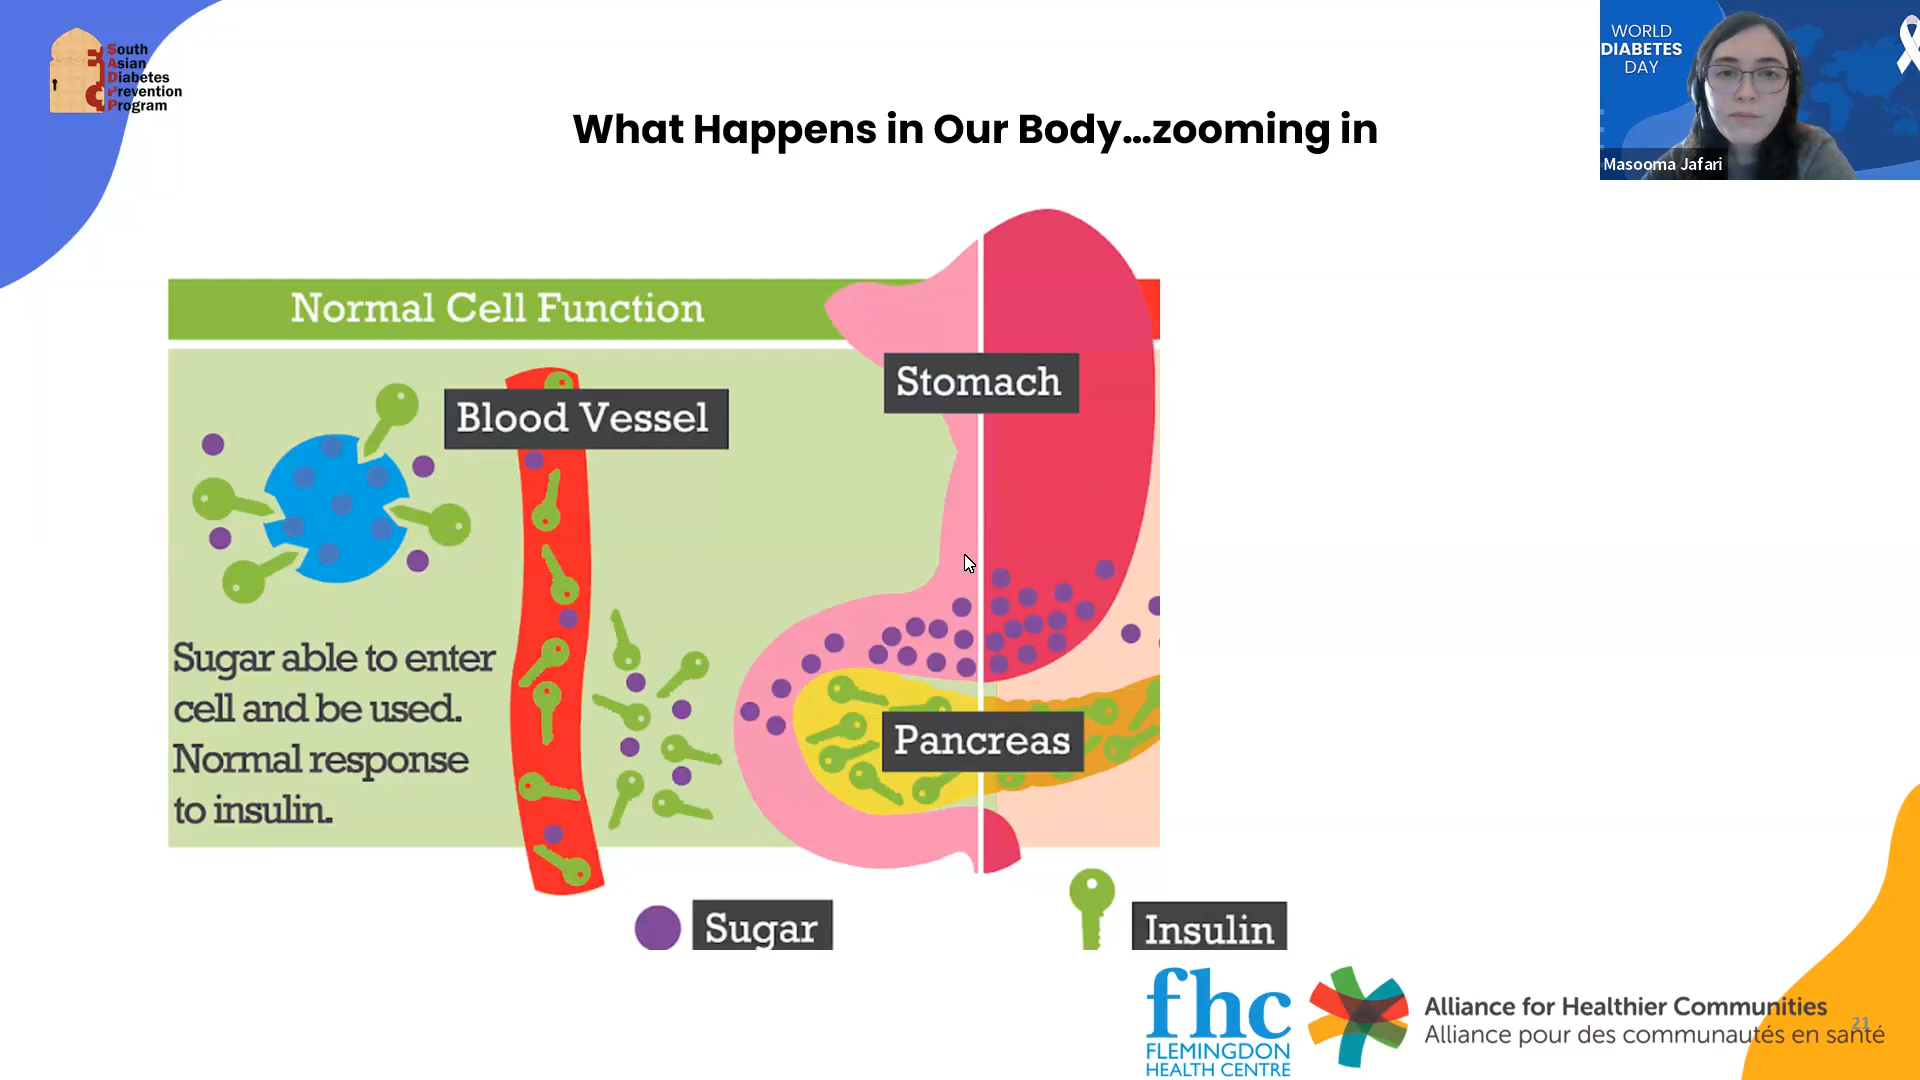 South
Asian
Diabetes
Prevention
Program
WORLD
DIABETES
DAY
Masooma Jafari
What Happens in Our Body...zooming in
Normal Cell Function
Stomach
Blood Vessel
Sugar able to enter
cell and be used.
Normal response
to insulin.
Pancreas
Sugar
Insulin
fhc
FLEMINGDON
HEALTH CENTRE
Alliance for Healthier Communities
Alliance pour des communautés en santé
21